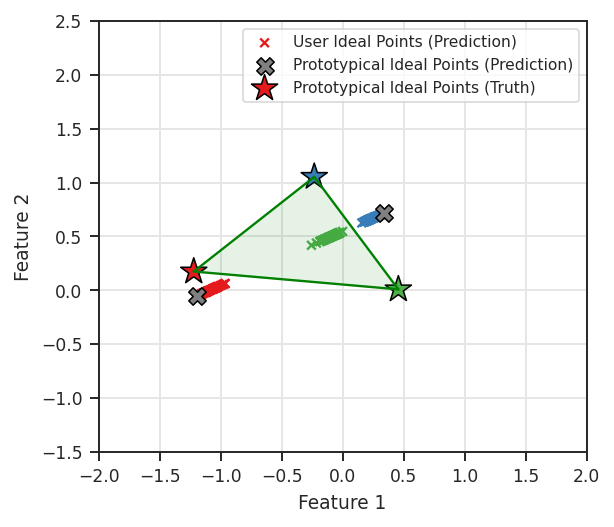 User Ideal Points (Prediction)
Prototypical Ideal Points (Prediction)
Prototypical Ideal Points (Truth)
2.5
2.0
1.5
1.0
0.5
0.0
−0.5
−1.0
−1.5
Feature 2
−2.0 −1.5 −1.0 −0.5 0.0 0.5 1.0 1.5 2.0
Feature 1